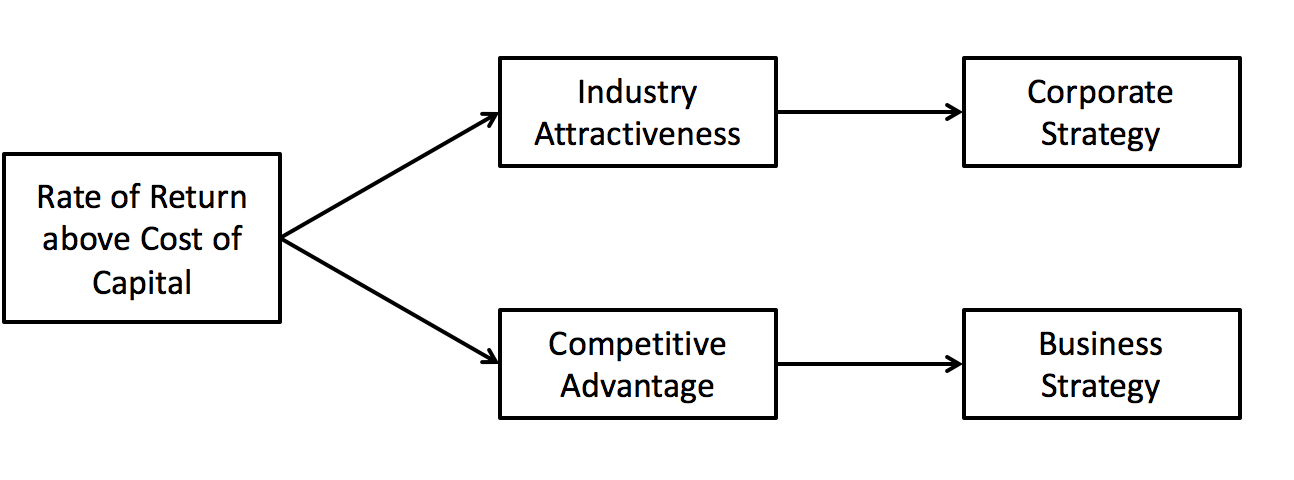 Rate of Return
above Cost of
Capital
Industry
Attractiveness
Corporate
Strategy
Competitive
Advantage
Business
Strategy